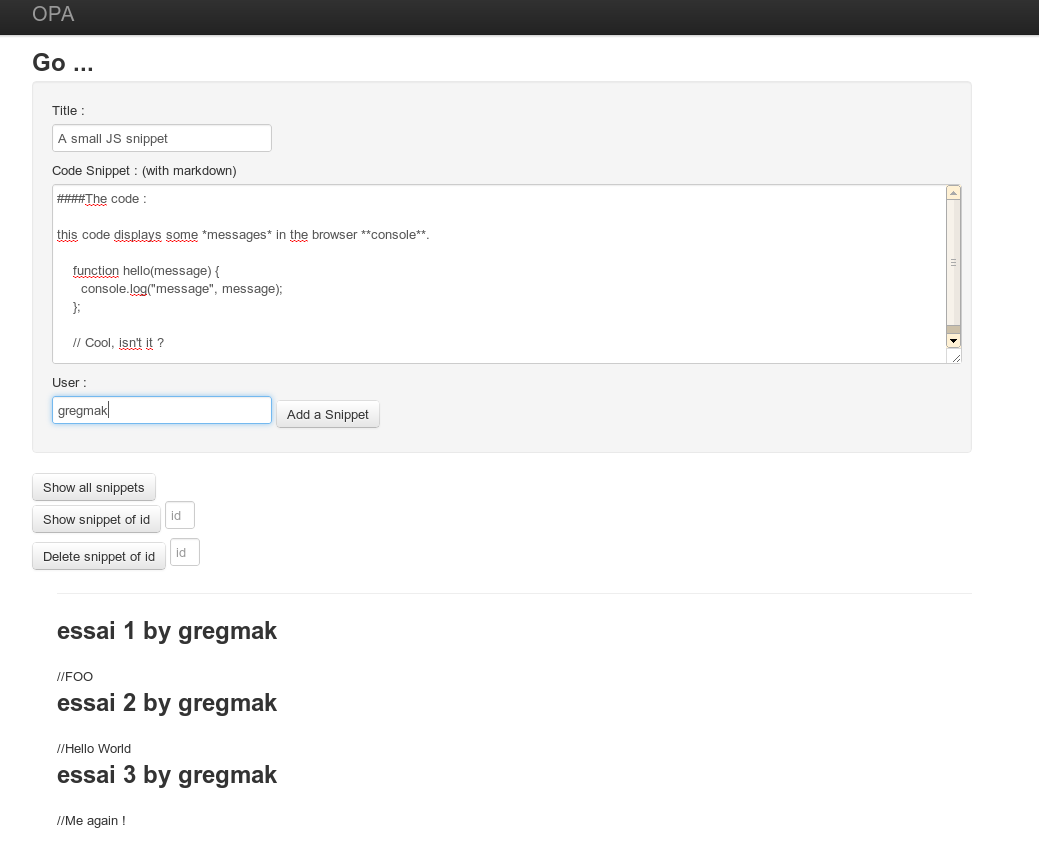 OPA
Go ...
Title :
A small JS snippet
Code Snippet : (with markdown)
####The code :
this code displays some *messages* in the browser **console**.
function hello(message) {
console.log("message", message);
};
// Cool, isn't it ?
User :
gregmak
Add a Snippet
Show all snippets
Show snippet of id
id
Delete snippet of id
id
essai 1 by gregmak
//FOO
essai 2 by gregmak
//Hello World
essai 3 by gregmak
//Me again !